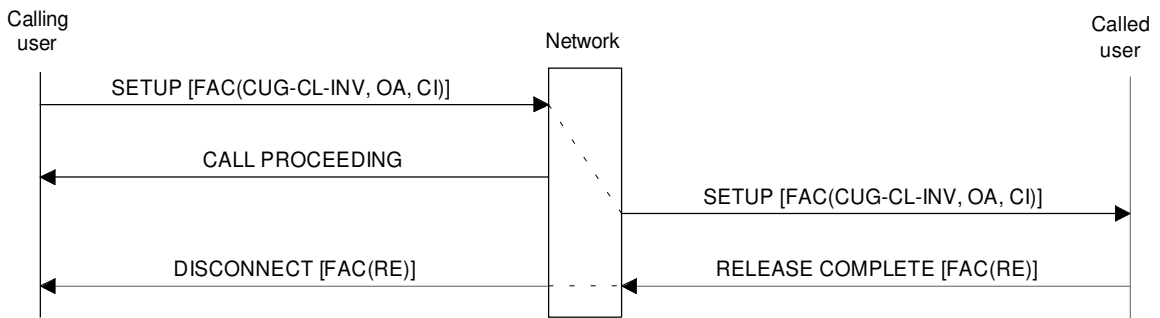 Calling
user
Network
Called
user
SETUP [FAC(CUG-CL-INV, OA, CI)]
CALL PROCEEDING
SETUP [FAC(CUG-CL-INV, OA, CI)]
DISCONNECT [FAC(RE)]
RELEASE COMPLETE [FAC(RE)]